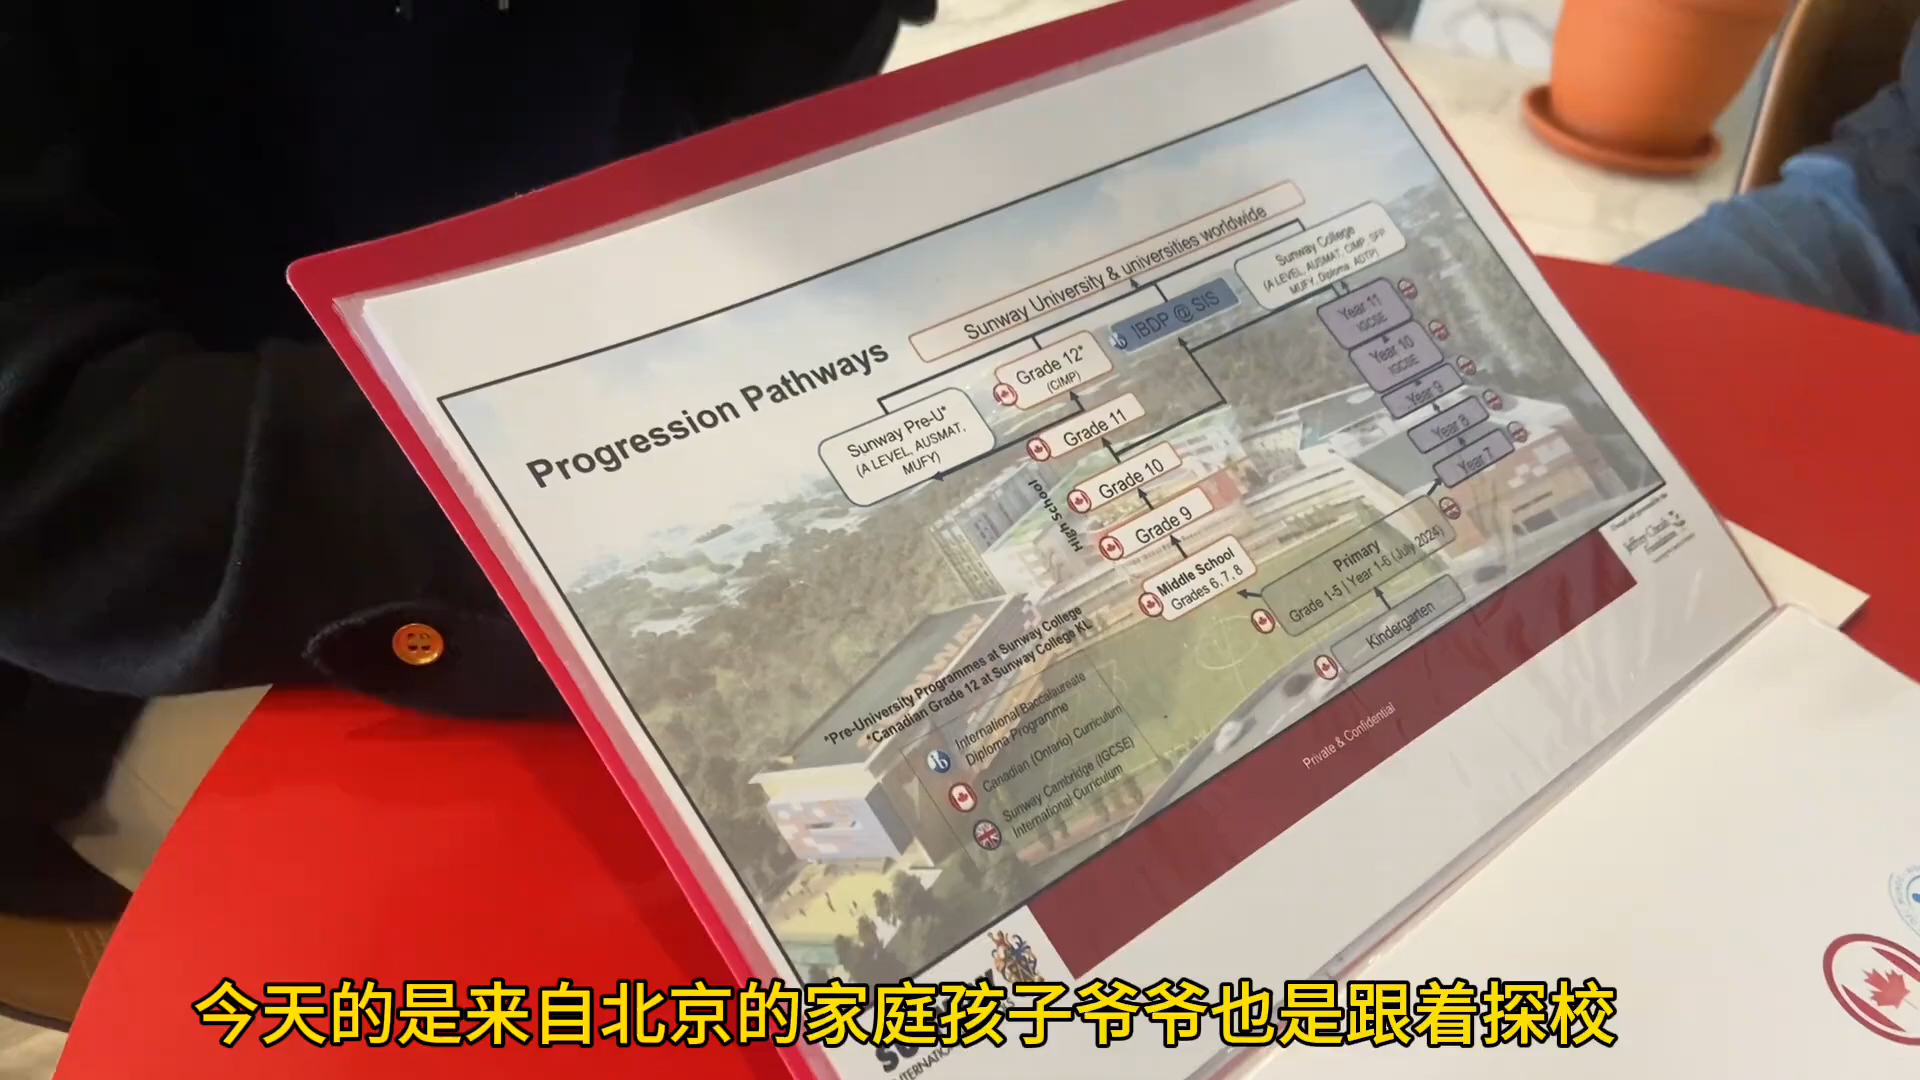 Progression Pathways
Sunway University & universities worldwide
Sunway College
(A LEVEL, AUSMAT, CIMP, SFP
MUFY, Diploma, ADTP)
IBDP @ SIS
Grade 12*
(CIMP)
Sunway Pre-U*
(A LEVEL, AUSMAT,
MUFY)
Grade 11
Grade 10
Grade 9
High School
Middle School
Grades 6, 7, 8
Year 11
IGCSE
Year 10
IGCSE
Year 9
Year 8
Year 7
Primary
Grade 1-5 | Year 1-6 (July 2024)
Kindergarten
*Pre-University Programmes at Sunway College
*Canadian Grade 12 at Sunway College KL
International Baccalaureate
Diploma Programme
Canadian (Ontario) Curriculum
Sunway Cambridge (IGCSE)
International Curriculum
Private & Confidential
Jeffrey Cheah
Foundation
今天的是来自北京的家庭孩子爷爷也是跟着探校